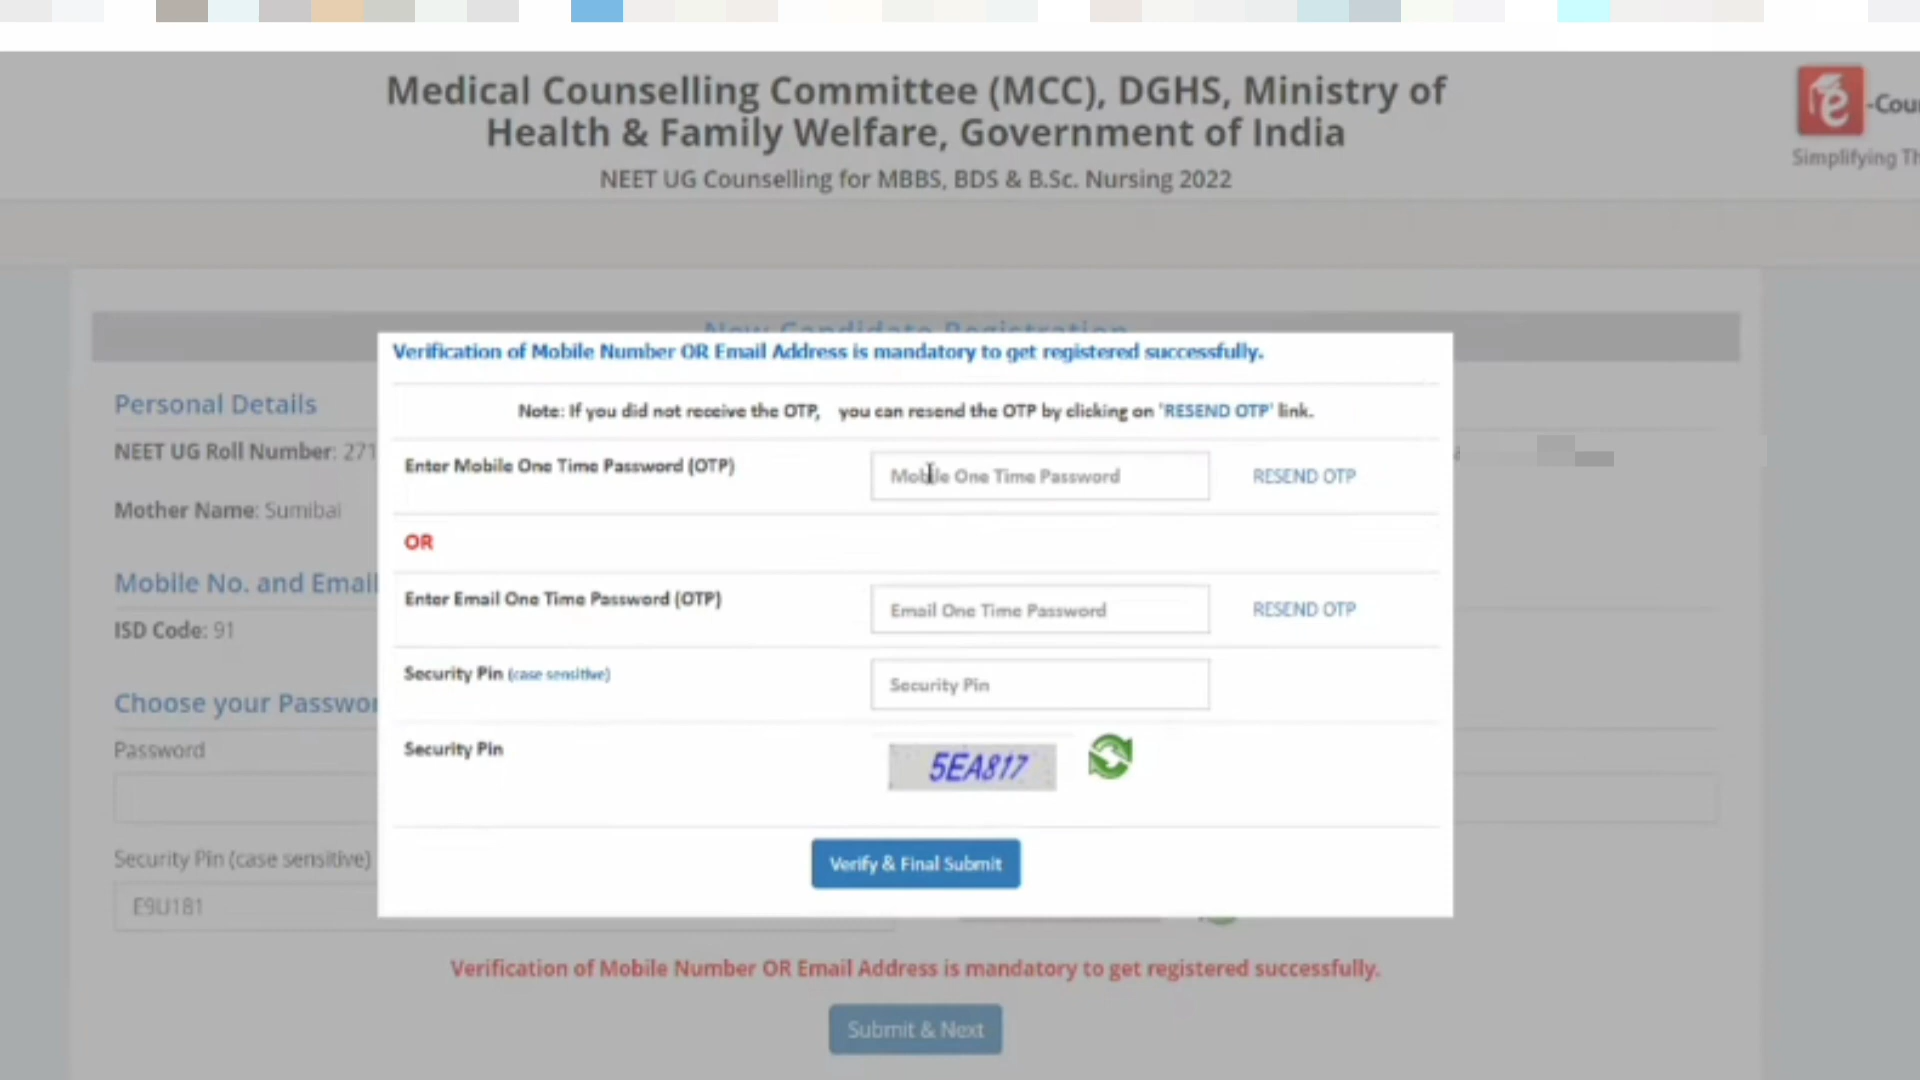 Medical Counselling Committee (MCC), DGHS, Ministry of
Health & Family Welfare, Government of India
NEET UG Counselling for MBBS, BDS & B.Sc. Nursing 2022
e-Cou
Simplifying Th
New Candidate Registration
Verification of Mobile Number OR Email Address is mandatory to get registered successfully.
Note: If you did not receive the OTP, you can resend the OTP by clicking on 'RESEND OTP' link.
Personal Details
NEET UG Roll Number: 271
Enter Mobile One Time Password (OTP)
Mobile One Time Password
RESEND OTP
Mother Name: Sumibai
OR
Mobile No. and Email
Enter Email One Time Password (OTP)
Email One Time Password
RESEND OTP
ISD Code: 91
Security Pin (case sensitive)
Security Pin
Choose your Passwor
Password
Security Pin
5EA817
Security Pin (case sensitive)
E9U181
Verify & Final Submit
Verification of Mobile Number OR Email Address is mandatory to get registered successfully.
Submit & Next